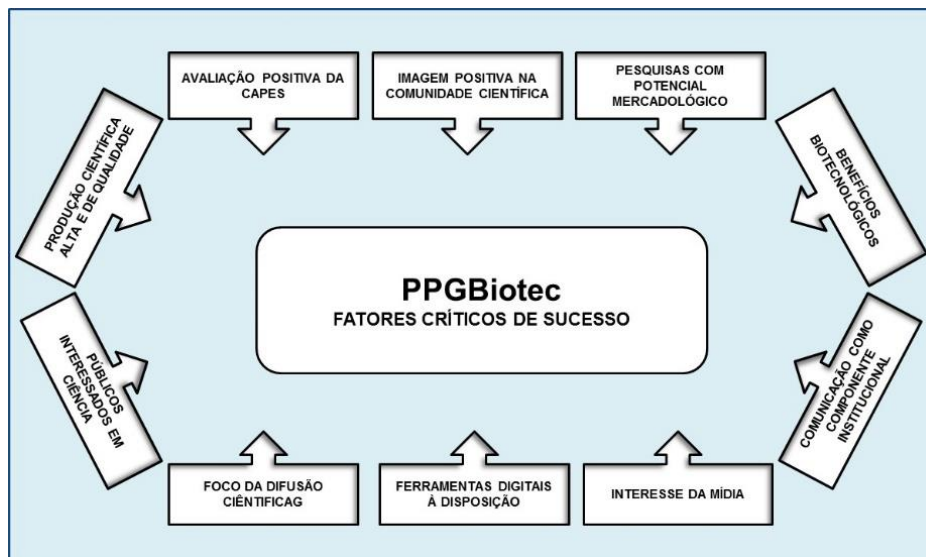 AVALIAÇÃO POSITIVA DA
CAPES
IMAGEM POSITIVA NA
COMUNIDADE CIENTÍFICA
PESQUISAS COM
POTENCIAL
MERCADOLÓGICO
PRODUÇÃO CIENTÍFICA
ALTA E DE QUALIDADE
BENEFÍCIOS
BIOTECNOLÓGICOS
PPGBiotec
FATORES CRÍTICOS DE SUCESSO
PÚBLICOS
INTERESSADOS EM
CIÊNCIA
COMUNICAÇÃO COMO
COMPONENTE
INSTITUCIONAL
FOCO DA DIFUSÃO
CIÊNTIFICAG
FERRAMENTAS DIGITAIS
À DISPOSIÇÃO
INTERESSE DA MÍDIA